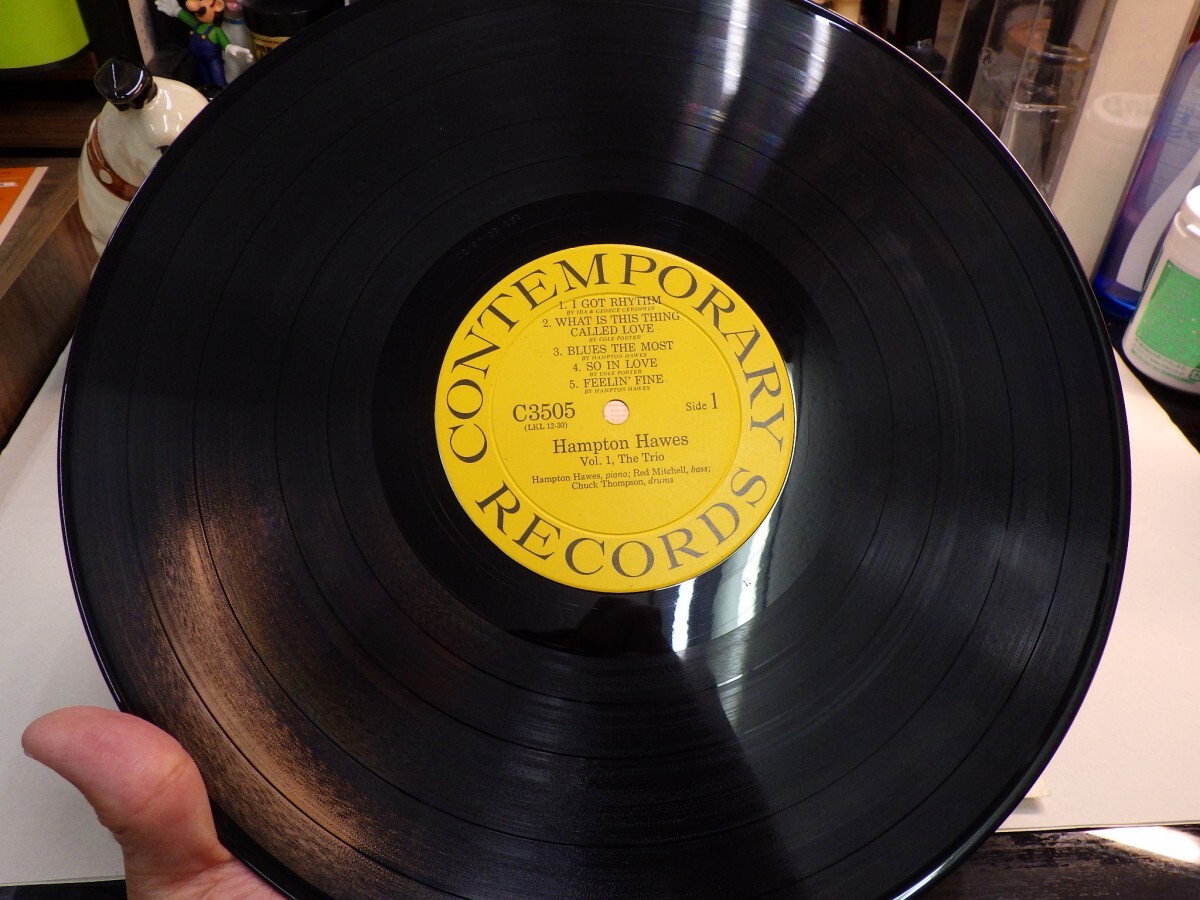 CONTEMPORARY
1. I GOT RHYTHM
BY IRA & GEORGE GERSHWIN
2. WHAT IS THIS THING
CALLED LOVE
BY COLE PORTER
3. BLUES THE MOST
BY HAMPTON HAWES
4. SO IN LOVE
BY COLE PORTER
5. FEELIN' FINE
BY HAMPTON HAWES
C3505
(LKL 12-30)
Side 1
Hampton Hawes
Vol. 1, The Trio
Hampton Hawes, piano; Red Mitchell, bass;
Chuck Thompson, drums
RECORDS